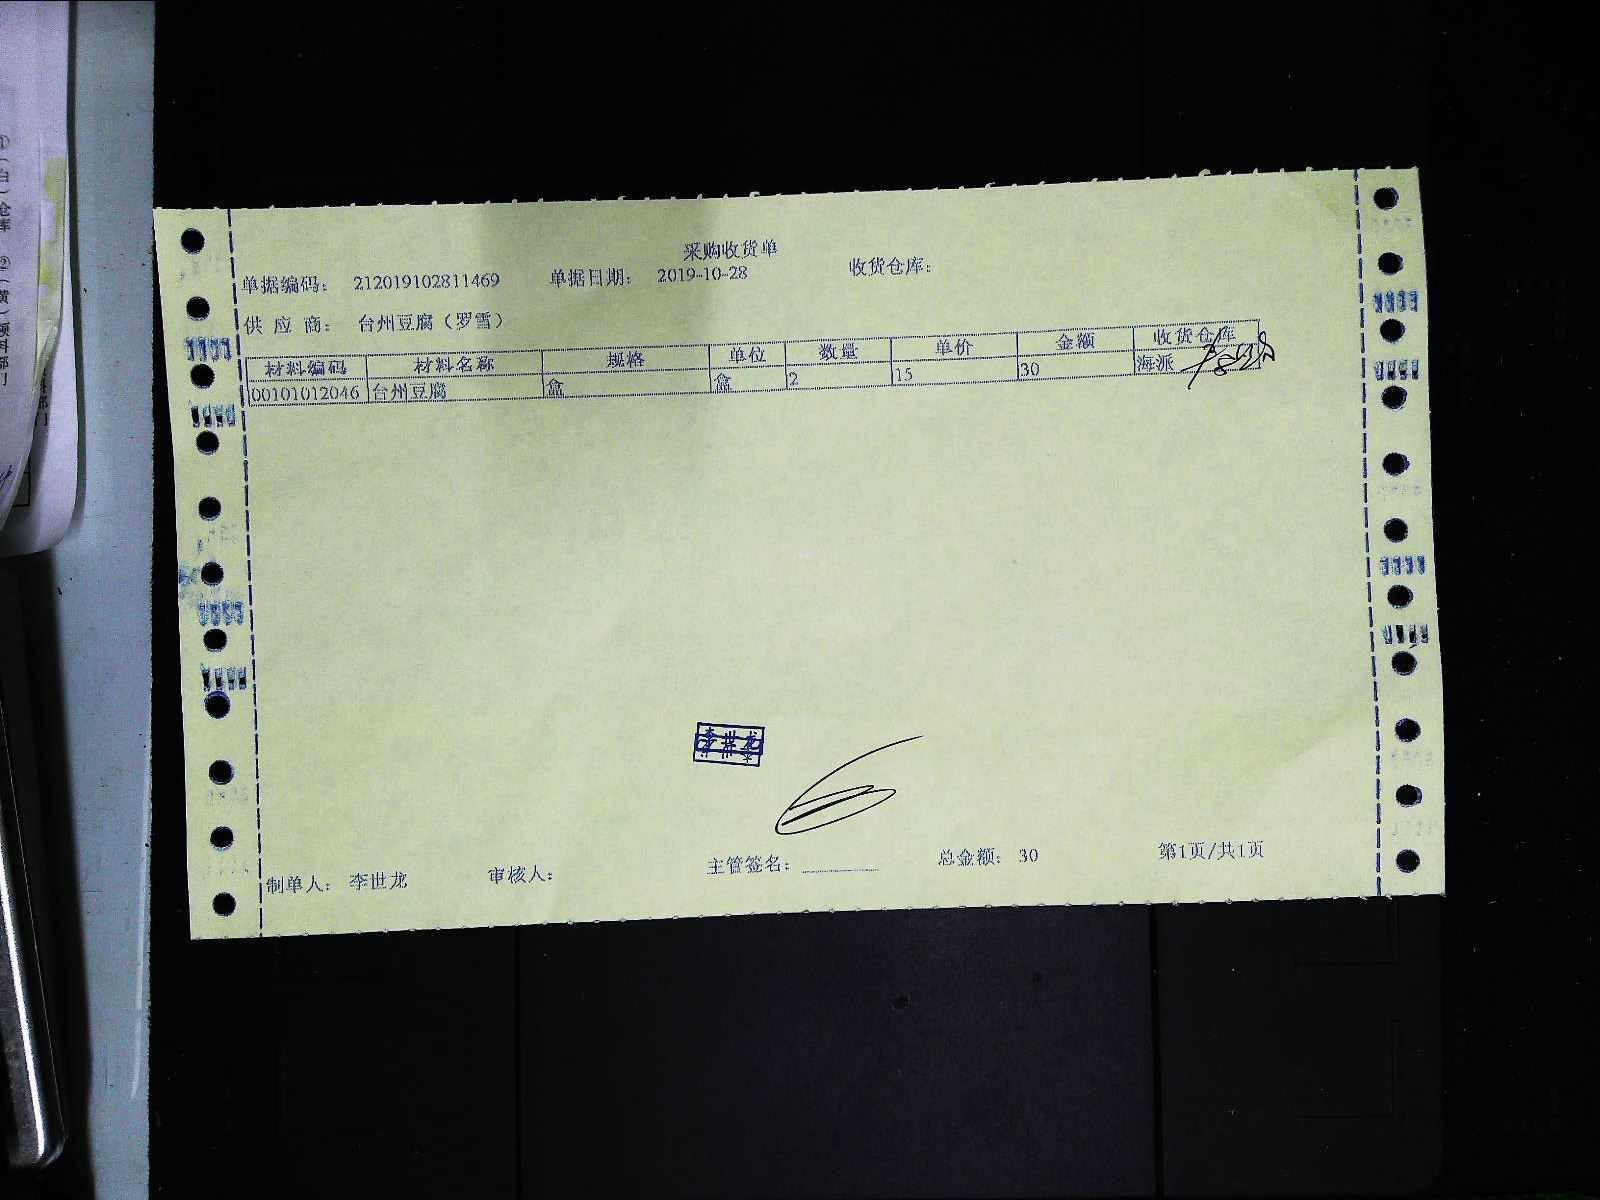 采购收货单
单据编码： 212019102811469 单据日期： 2019-10-28 收货仓库：
供 应 商： 台州豆腐（罗雪）
材料编码 材料名称 规格 单位 数量 单价 金额 收货仓库
00101012046 台州豆腐 盒 盒 2 15 30 海派
李世龙
制单人： 李世龙 审核人： 主管签名： 总金额： 30 第1页/共1页